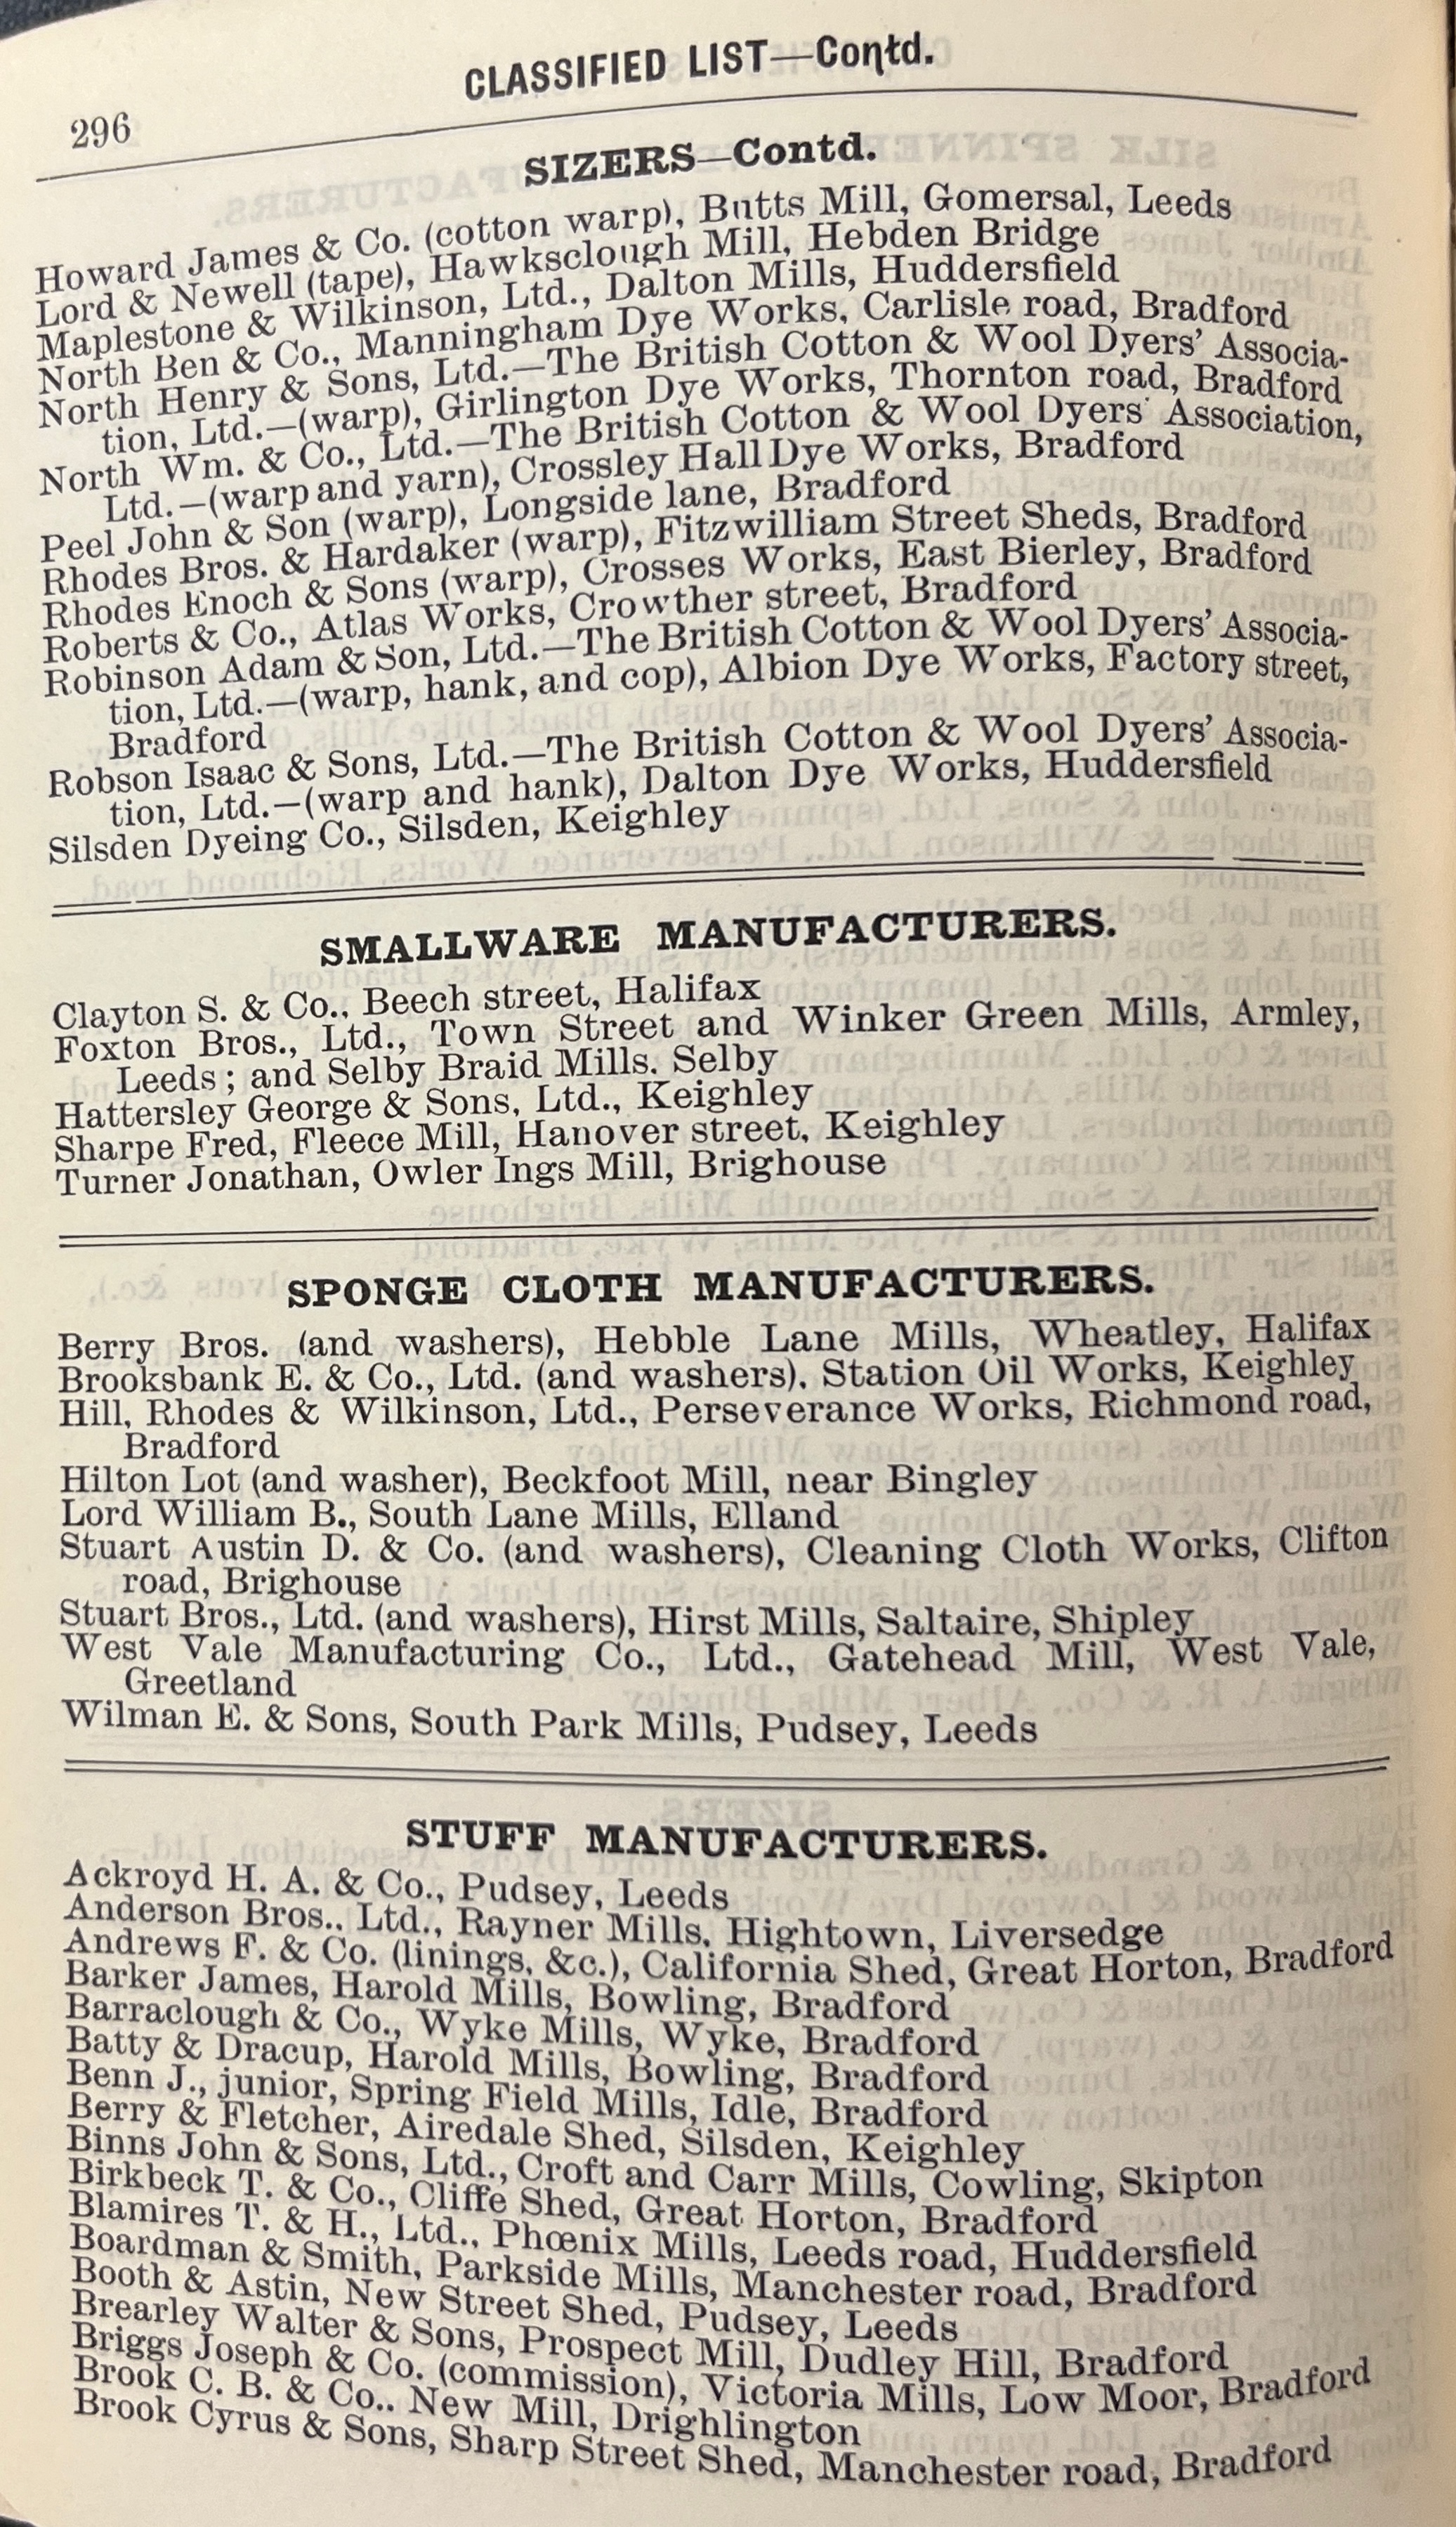 CLASSIFIED LIST—Contd.
296
SIZERS—Contd.
Howard James & Co. (cotton warp), Butts Mill, Gomersal, Leeds
Lord & Newell (tape), Hawksclough Mill, Hebden Bridge
Maplestone & Wilkinson, Ltd., Dalton Mills, Huddersfield
North Ben & Co., Manningham Dye Works, Carlisle road, Bradford
North Henry & Sons, Ltd.—The British Cotton & Wool Dyers' Associa-
tion, Ltd.—(warp), Girlington Dye Works, Thornton road, Bradford
North Wm. & Co., Ltd.—The British Cotton & Wool Dyers' Association,
Ltd.—(warp and yarn), Crossley Hall Dye Works, Bradford
Peel John & Son (warp), Longside lane, Bradford
Rhodes Bros. & Hardaker (warp), Fitzwilliam Street Sheds, Bradford
Rhodes Enoch & Sons (warp), Crosses Works, East Bierley, Bradford
Roberts & Co., Atlas Works, Crowther street, Bradford
Robinson Adam & Son, Ltd.—The British Cotton & Wool Dyers' Associa-
tion, Ltd.—(warp, hank, and cop), Albion Dye Works, Factory street,
Bradford
Robson Isaac & Sons, Ltd.—The British Cotton & Wool Dyers' Associa-
tion, Ltd.—(warp and hank), Dalton Dye Works, Huddersfield
Silsden Dyeing Co., Silsden, Keighley
SMALLWARE MANUFACTURERS.
Clayton S. & Co., Beech street, Halifax
Foxton Bros., Ltd., Town Street and Winker Green Mills, Armley,
Leeds; and Selby Braid Mills. Selby
Hattersley George & Sons, Ltd., Keighley
Sharpe Fred, Fleece Mill, Hanover street, Keighley
Turner Jonathan, Owler Ings Mill, Brighouse
SPONGE CLOTH MANUFACTURERS.
Berry Bros. (and washers), Hebble Lane Mills, Wheatley, Halifax
Brooksbank E. & Co., Ltd. (and washers). Station Oil Works, Keighley
Hill, Rhodes & Wilkinson, Ltd., Perseverance Works, Richmond road,
Bradford
Hilton Lot (and washer), Beckfoot Mill, near Bingley
Lord William B., South Lane Mills, Elland
Stuart Austin D. & Co. (and washers), Cleaning Cloth Works, Clifton
road, Brighouse
Stuart Bros., Ltd. (and washers), Hirst Mills, Saltaire, Shipley
West Vale Manufacturing Co., Ltd., Gatehead Mill, West Vale,
Greetland
Wilman E. & Sons, South Park Mills, Pudsey, Leeds
STUFF MANUFACTURERS.
Ackroyd H. A. & Co., Pudsey, Leeds
Anderson Bros.. Ltd., Rayner Mills, Hightown, Liversedge
Andrews F. & Co. (linings, &c.), California Shed, Great Horton, Bradford
Barker James, Harold Mills, Bowling, Bradford
Barraclough & Co., Wyke Mills, Wyke, Bradford
Batty & Dracup, Harold Mills, Bowling, Bradford
Benn J., junior, Spring Field Mills, Idle, Bradford
Berry & Fletcher, Airedale Shed, Silsden, Keighley
Binns John & Sons, Ltd., Croft and Carr Mills, Cowling, Skipton
Birkbeck T. & Co., Cliffe Shed, Great Horton, Bradford
Blamires T. & H., Ltd., Phœnix Mills, Leeds road, Huddersfield
Boardman & Smith, Parkside Mills, Manchester road, Bradford
Booth & Astin, New Street Shed, Pudsey, Leeds
Brearley Walter & Sons, Prospect Mill, Dudley Hill, Bradford
Briggs Joseph & Co. (commission), Victoria Mills, Low Moor, Bradford
Brook C. B. & Co.. New Mill, Drighlington
Brook Cyrus & Sons, Sharp Street Shed, Manchester road, Bradford